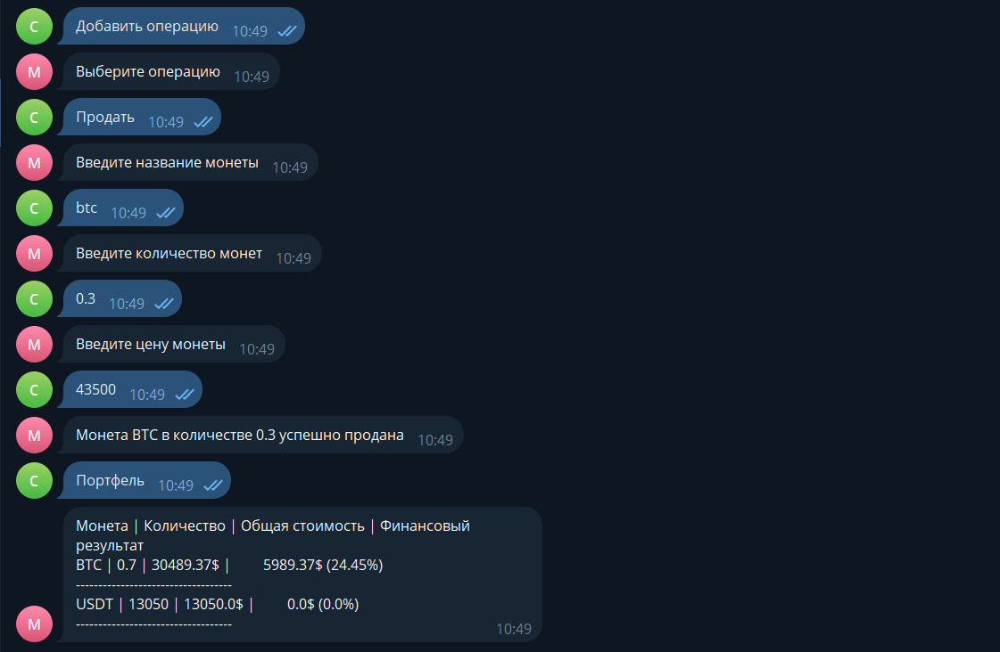 С
Добавить операцию 10:49
М
Выберите операцию 10:49
С
Продать 10:49
М
Введите название монеты 10:49
С
btc 10:49
М
Введите количество монет 10:49
С
0.3 10:49
М
Введите цену монеты 10:49
С
43500 10:49
М
Монета BTC в количестве 0.3 успешно продана 10:49
С
Портфель 10:49
Монета | Количество | Общая стоимость | Финансовый
результат
BTC | 0.7 | 30489.37$ | 5989.37$ (24.45%)
-----------------------------------
USDT | 13050 | 13050.0$ | 0.0$ (0.0%)
-----------------------------------
М
10:49